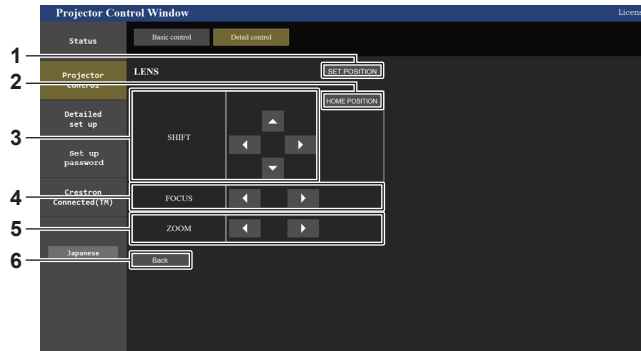 Projector Control Window
Licens
Status
Basic control
Detail control
1
LENS
SET POSITION
Projector
control
2
HOME POSITION
Detailed
set up
3
SHIFT
Set up
password
4
Crestron
Connected(TM)
FOCUS
5
ZOOM
Japanese
6
Back